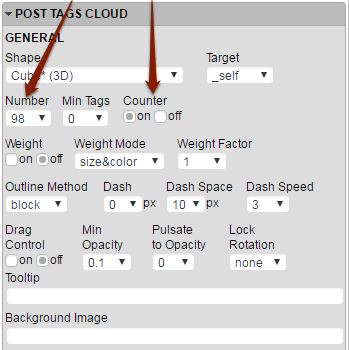 POST TAGS CLOUD
GENERAL
Shape Target
Cube* (3D) _self
Number Min Tags Counter
98 0 on off
Weight Weight Mode Weight Factor
on off size&color 1
Outline Method Dash Dash Space Dash Speed
block 0 px 10 px 3
Drag Min Pulsate Lock
Control Opacity to Opacity Rotation
on off 0.1 0 none
Tooltip
Background Image